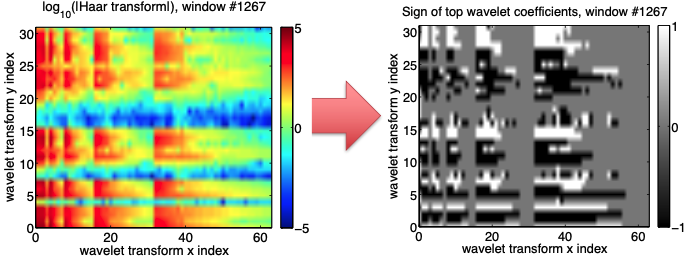 log10(|Haar transform|), window #1267
wavelet transform y index
30
25
20
15
10
5
0
0 20 40 60
wavelet transform x index
5
0
−5
Sign of top wavelet coefficients, window #1267
wavelet transform y index
30
25
20
15
10
5
0
0 20 40 60
wavelet transform x index
1
0
−1